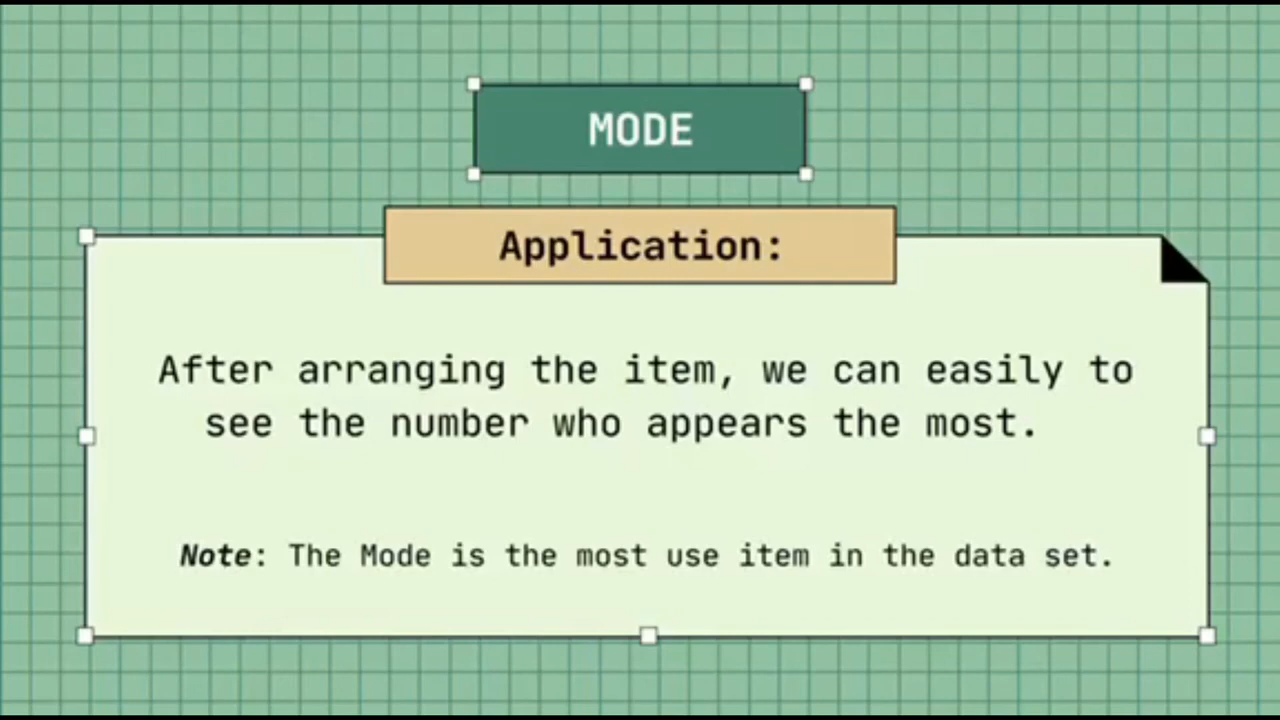 MODE
Application:
After arranging the item, we can easily to
see the number who appears the most.
Note: The Mode is the most use item in the data set.